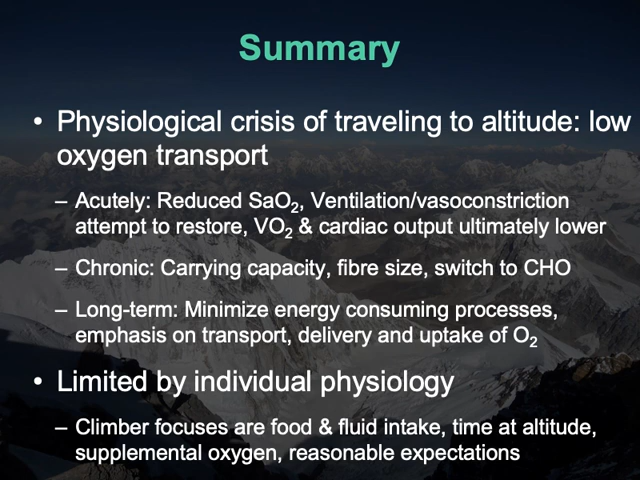 Summary
• Physiological crisis of traveling to altitude: low
oxygen transport
– Acutely: Reduced SaO₂, Ventilation/vasoconstriction
attempt to restore, VO₂ & cardiac output ultimately lower
– Chronic: Carrying capacity, fibre size, switch to CHO
– Long-term: Minimize energy consuming processes,
emphasis on transport, delivery and uptake of O₂
• Limited by individual physiology
– Climber focuses are food & fluid intake, time at altitude,
supplemental oxygen, reasonable expectations